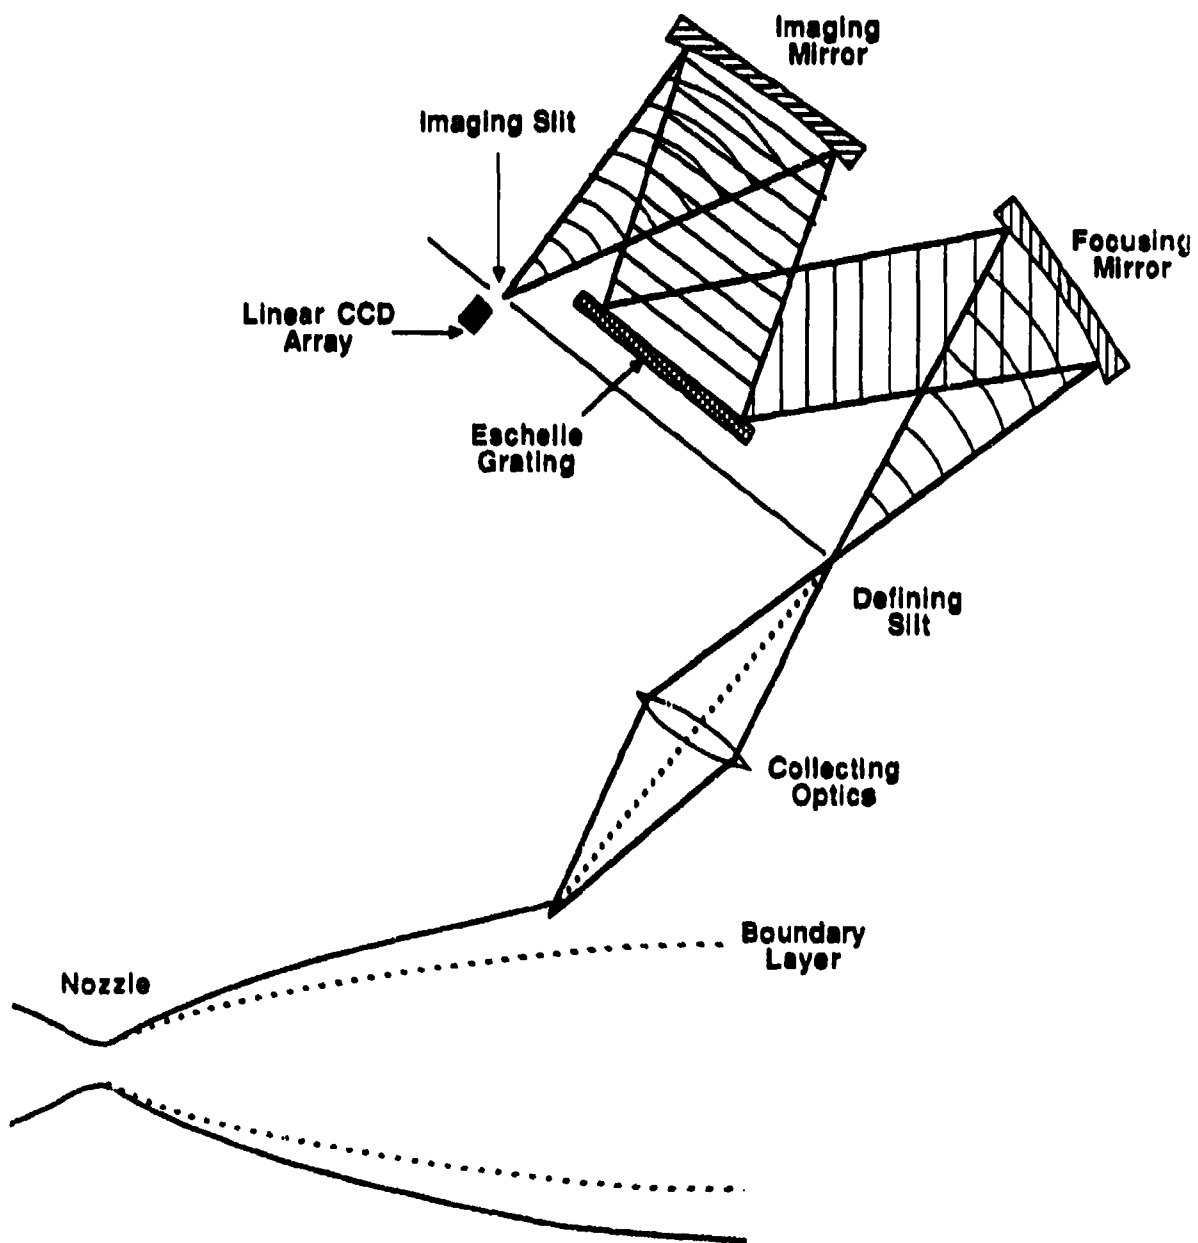 Imaging
Mirror
Imaging Slit
Focusing
Mirror
Linear CCD
Array
Eschelle
Grating
Defining
Slit
Collecting
Optics
Boundary
Layer
Nozzle